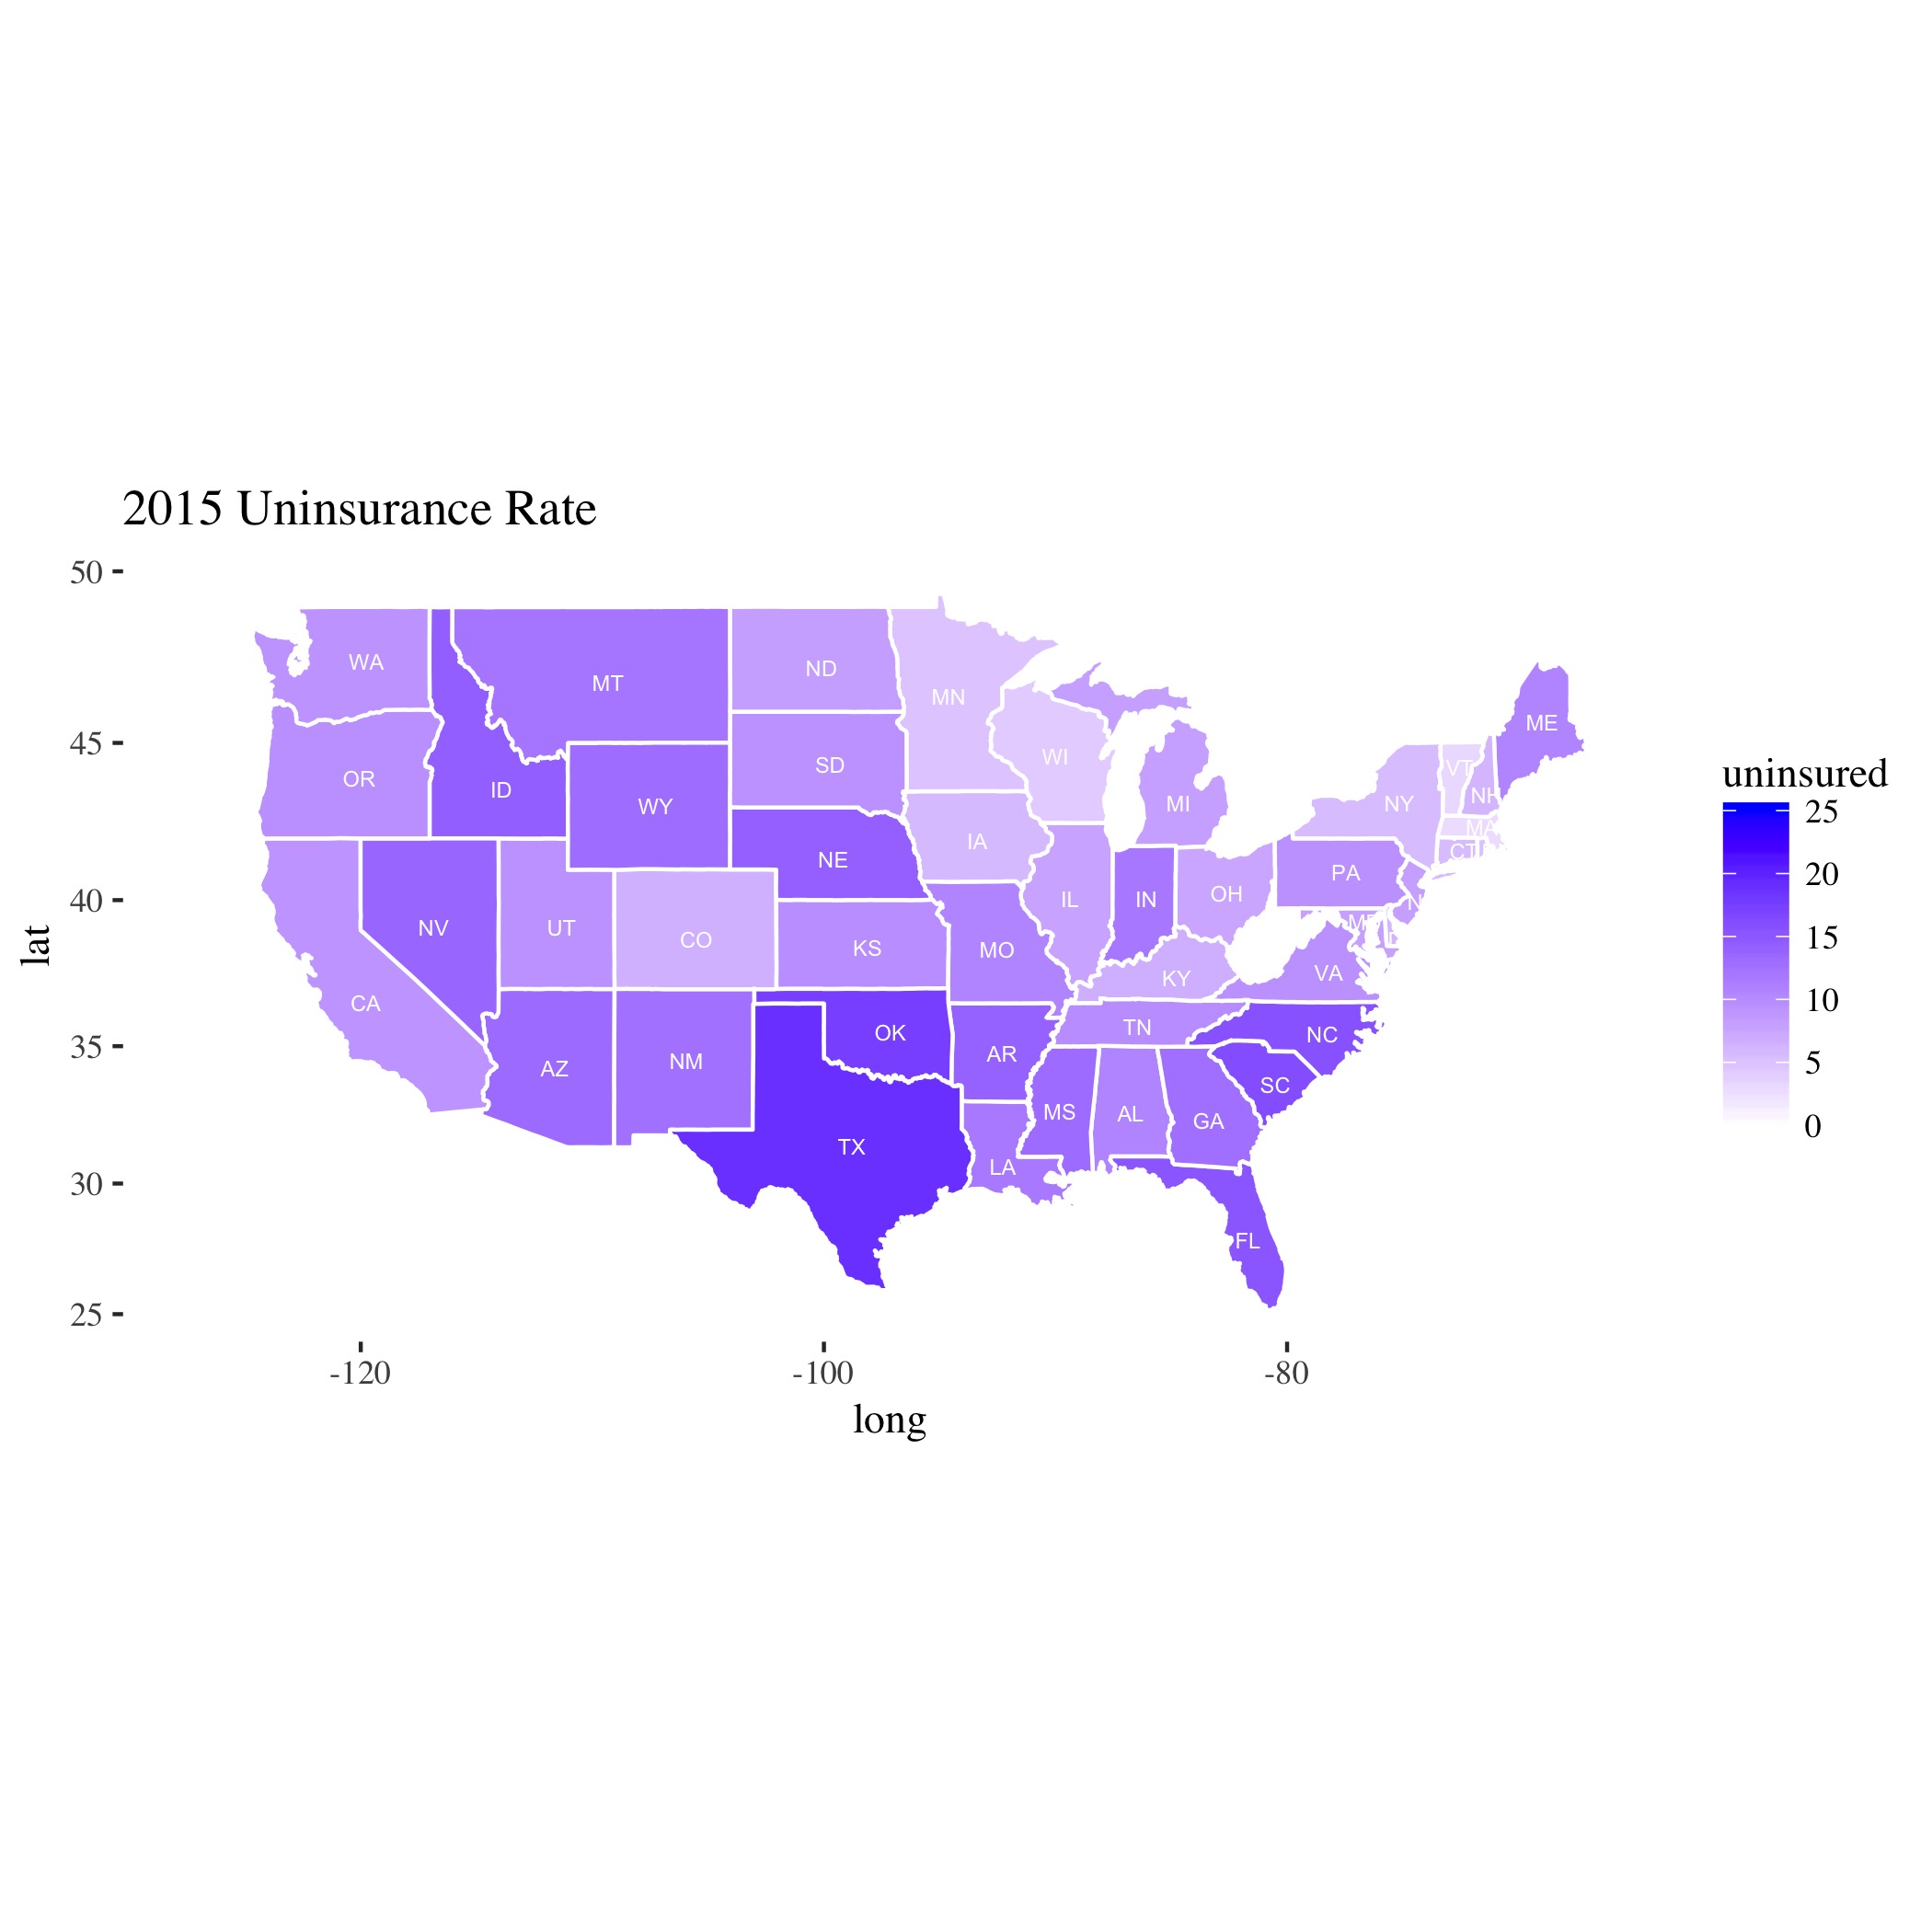 2015 Uninsurance Rate
50
45
40
35
30
25
lat
-120
-100
-80
long
uninsured
25
20
15
10
5
0
WA
MT
ND
MN
ME
OR
ID
WY
SD
WI
MI
NY
VT
NH
MA
NE
IA
PA
CT
NV
UT
CO
KS
MO
IL
IN
OH
CA
KY
VA
AZ
NM
OK
AR
TN
NC
TX
LA
MS
AL
GA
SC
FL